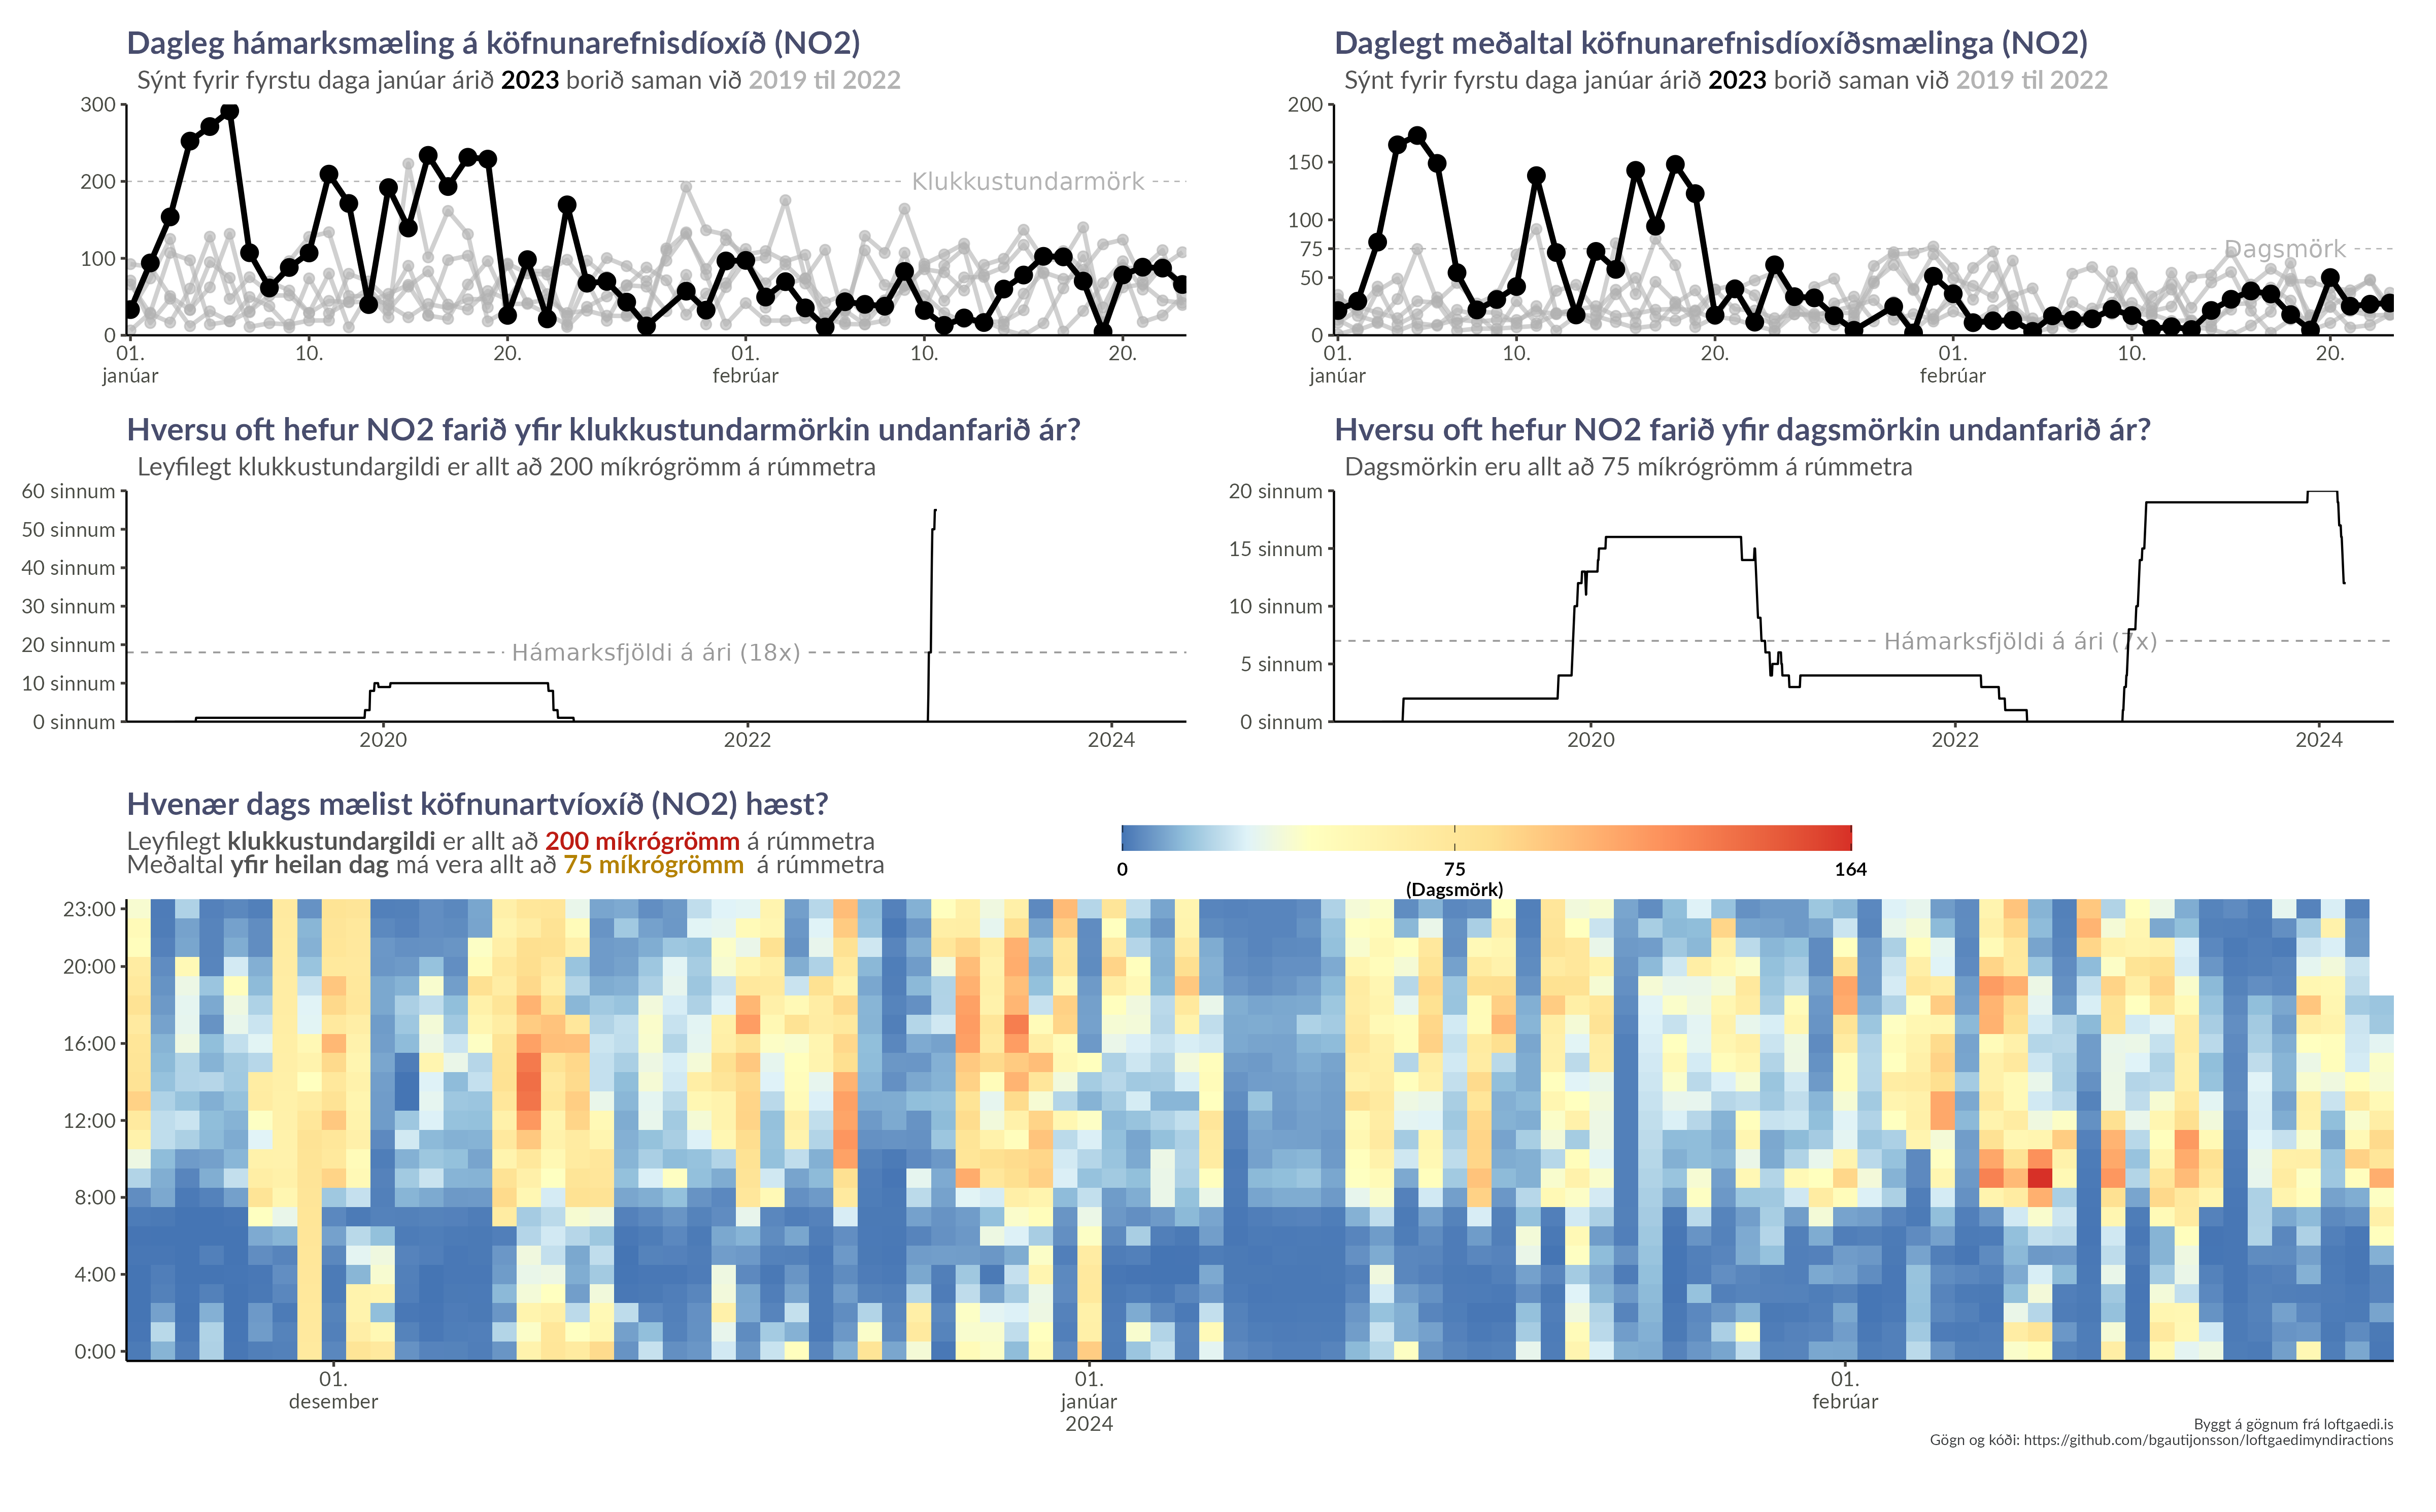 Dagleg hámarksmæling á köfnunarefnisdíoxíð (NO2)
Sýnt fyrir fyrstu daga janúar árið 2023 borið saman við 2019 til 2022
300
200
100
0
Klukkustundarmörk
01. 10. 20. 01. 10. 20.
janúar febrúar
Daglegt meðaltal köfnunarefnisdíoxíðsmælinga (NO2)
Sýnt fyrir fyrstu daga janúar árið 2023 borið saman við 2019 til 2022
200
150
100
75
50
0
Dagsmörk
01. 10. 20. 01. 10. 20.
janúar febrúar
Hversu oft hefur NO2 farið yfir klukkustundarmörkin undanfarið ár?
Leyfilegt klukkustundargildi er allt að 200 míkrógrömm á rúmmetra
60 sinnum
50 sinnum
40 sinnum
30 sinnum
20 sinnum
10 sinnum
0 sinnum
Hámarksfjöldi á ári (18x)
2020 2022 2024
Hversu oft hefur NO2 farið yfir dagsmörkin undanfarið ár?
Dagsmörkin eru allt að 75 míkrógrömm á rúmmetra
20 sinnum
15 sinnum
10 sinnum
5 sinnum
0 sinnum
Hámarksfjöldi á ári (7x)
2020 2022 2024
Hvenær dags mælist köfnunartvíoxíð (NO2) hæst?
Leyfilegt klukkustundargildi er allt að 200 míkrógrömm á rúmmetra
Meðaltal yfir heilan dag má vera allt að 75 míkrógrömm á rúmmetra
0 75 164
(Dagsmörk)
23:00
20:00
16:00
12:00
8:00
4:00
0:00
01. 01. 01.
desember janúar febrúar
2024
Byggt á gögnum frá loftgaedi.is
Gögn og kóði: https://github.com/bgautijonsson/loftgaedimyndiractions